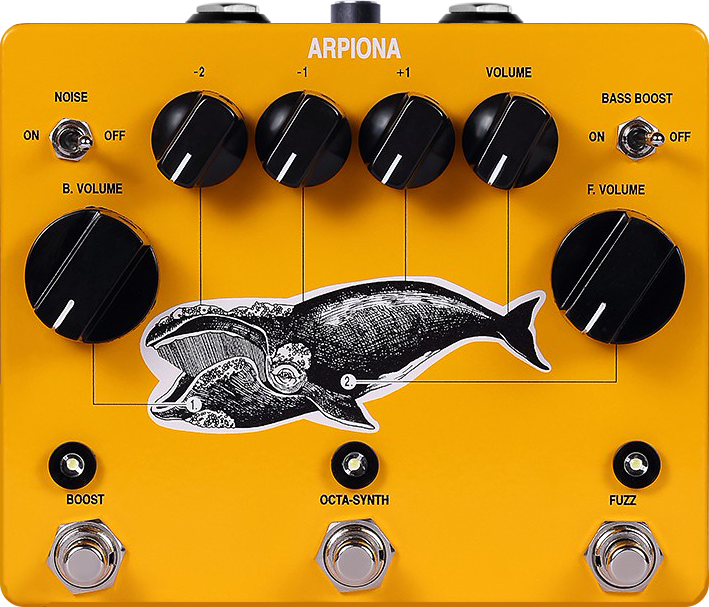 ARPIONA
-2 -1 +1 VOLUME
NOISE
ON OFF
BASS BOOST
ON OFF
B. VOLUME
F. VOLUME
2.
1.
BOOST OCTA-SYNTH FUZZ